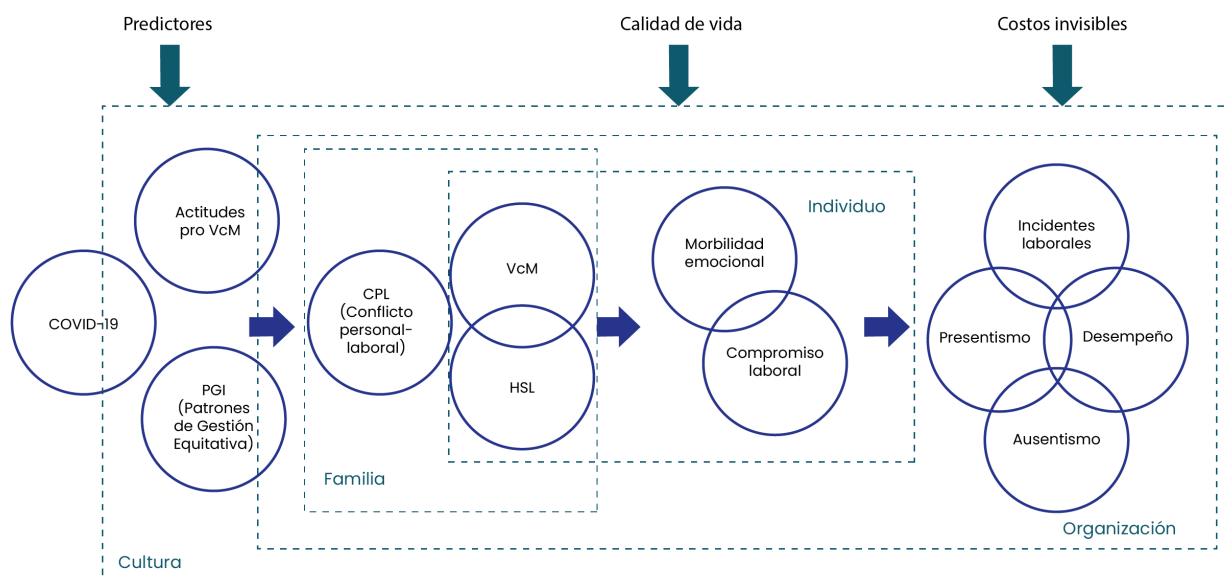 Predictores
Calidad de vida
Costos invisibles
Actitudes
pro VcM
COVID-19
PGI
(Patrones
de Gestión
Equitativa)
CPL
(Conflicto
personal-
laboral)
VcM
HSL
Familia
Individuo
Morbilidad
emocional
Compromiso
laboral
Incidentes
laborales
Presentismo
Desempeño
Ausentismo
Organización
Cultura